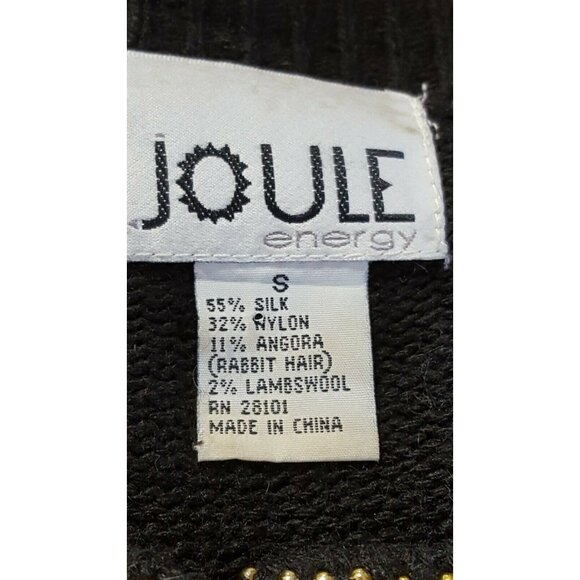 JOULE
energy
S
55% SILK
32% NYLON
11% ANGORA
(RABBIT HAIR)
2% LAMBSWOOL
RN 28101
MADE IN CHINA